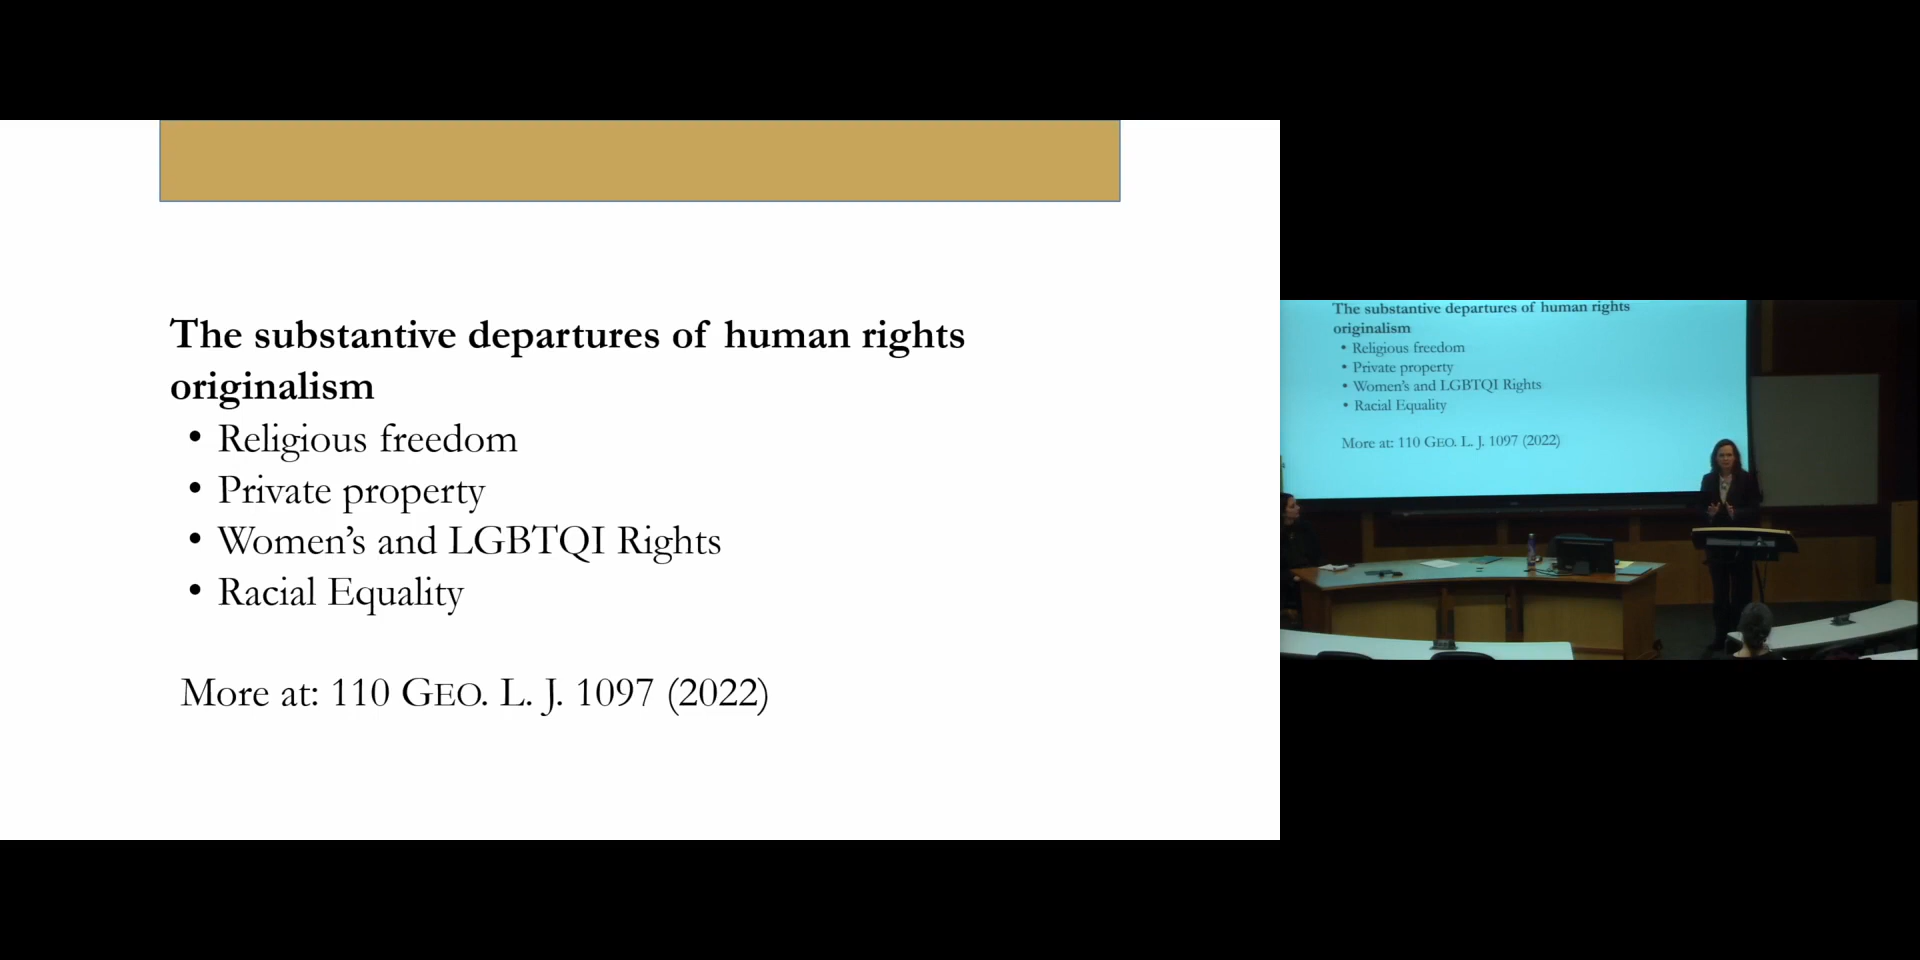 The substantive departures of human rights
originalism
• Religious freedom
• Private property
• Women's and LGBTQI Rights
• Racial Equality
More at: 110 GEO. L. J. 1097 (2022)
The substantive departures of human rights
originalism
• Religious freedom
• Private property
• Women's and LGBTQI Rights
• Racial Equality
More at: 110 GEO. L. J. 1097 (2022)